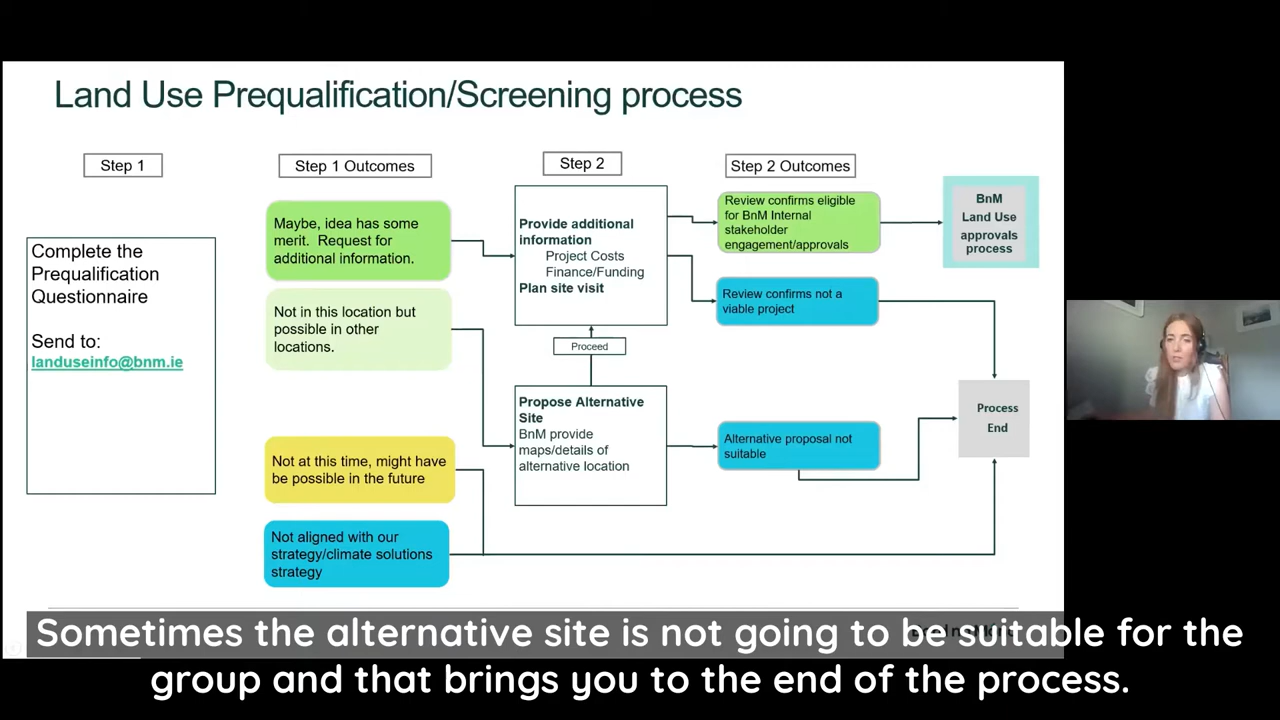 Land Use Prequalification/Screening process
Step 1
Step 1 Outcomes
Step 2
Step 2 Outcomes
Complete the
Prequalification
Questionnaire
Send to:
landuseinfo@bnm.ie
Maybe, idea has some
merit. Request for
additional information.
Not in this location but
possible in other
locations.
Not at this time, might have
be possible in the future
Not aligned with our
strategy/climate solutions
strategy
Provide additional
information
Project Costs
Finance/Funding
Plan site visit
Proceed
Propose Alternative
Site
BnM provide
maps/details of
alternative location
Review confirms eligible
for BnM Internal
stakeholder
engagement/approvals
Review confirms not a
viable project
Alternative proposal not
suitable
BnM
Land Use
approvals
process
Process
End
Sometimes the alternative site is not going to be suitable for the
group and that brings you to the end of the process.